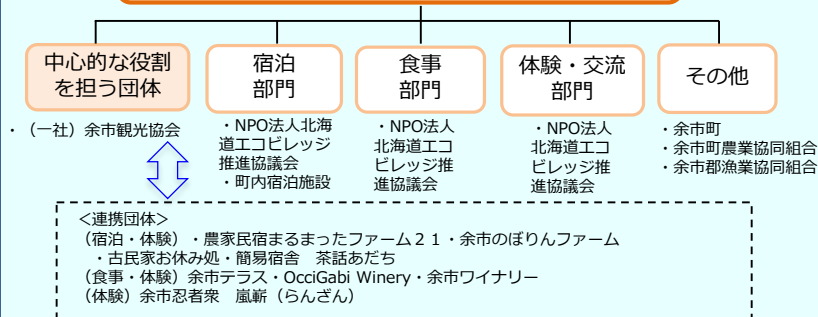 中心的な役割
を担う団体
・（一社）余市観光協会
宿泊
部門
・NPO法人北海
道エコビレッジ
推進協議会
・町内宿泊施設
食事
部門
・NPO法人
北海道エコ
ビレッジ推
進協議会
体験・交流
部門
・NPO法人
北海道エコ
ビレッジ推
進協議会
その他
・余市町
・余市町農業協同組合
・余市郡漁業協同組合
＜連携団体＞
（宿泊・体験）・農家民宿まるまったファーム２１・余市のぼりんファーム
・古民家お休み処・簡易宿舎　茶話あだち
（食事・体験）余市テラス・OcciGabi Winery・余市ワイナリー
（体験）余市忍者衆　嵐嶄（らんざん）